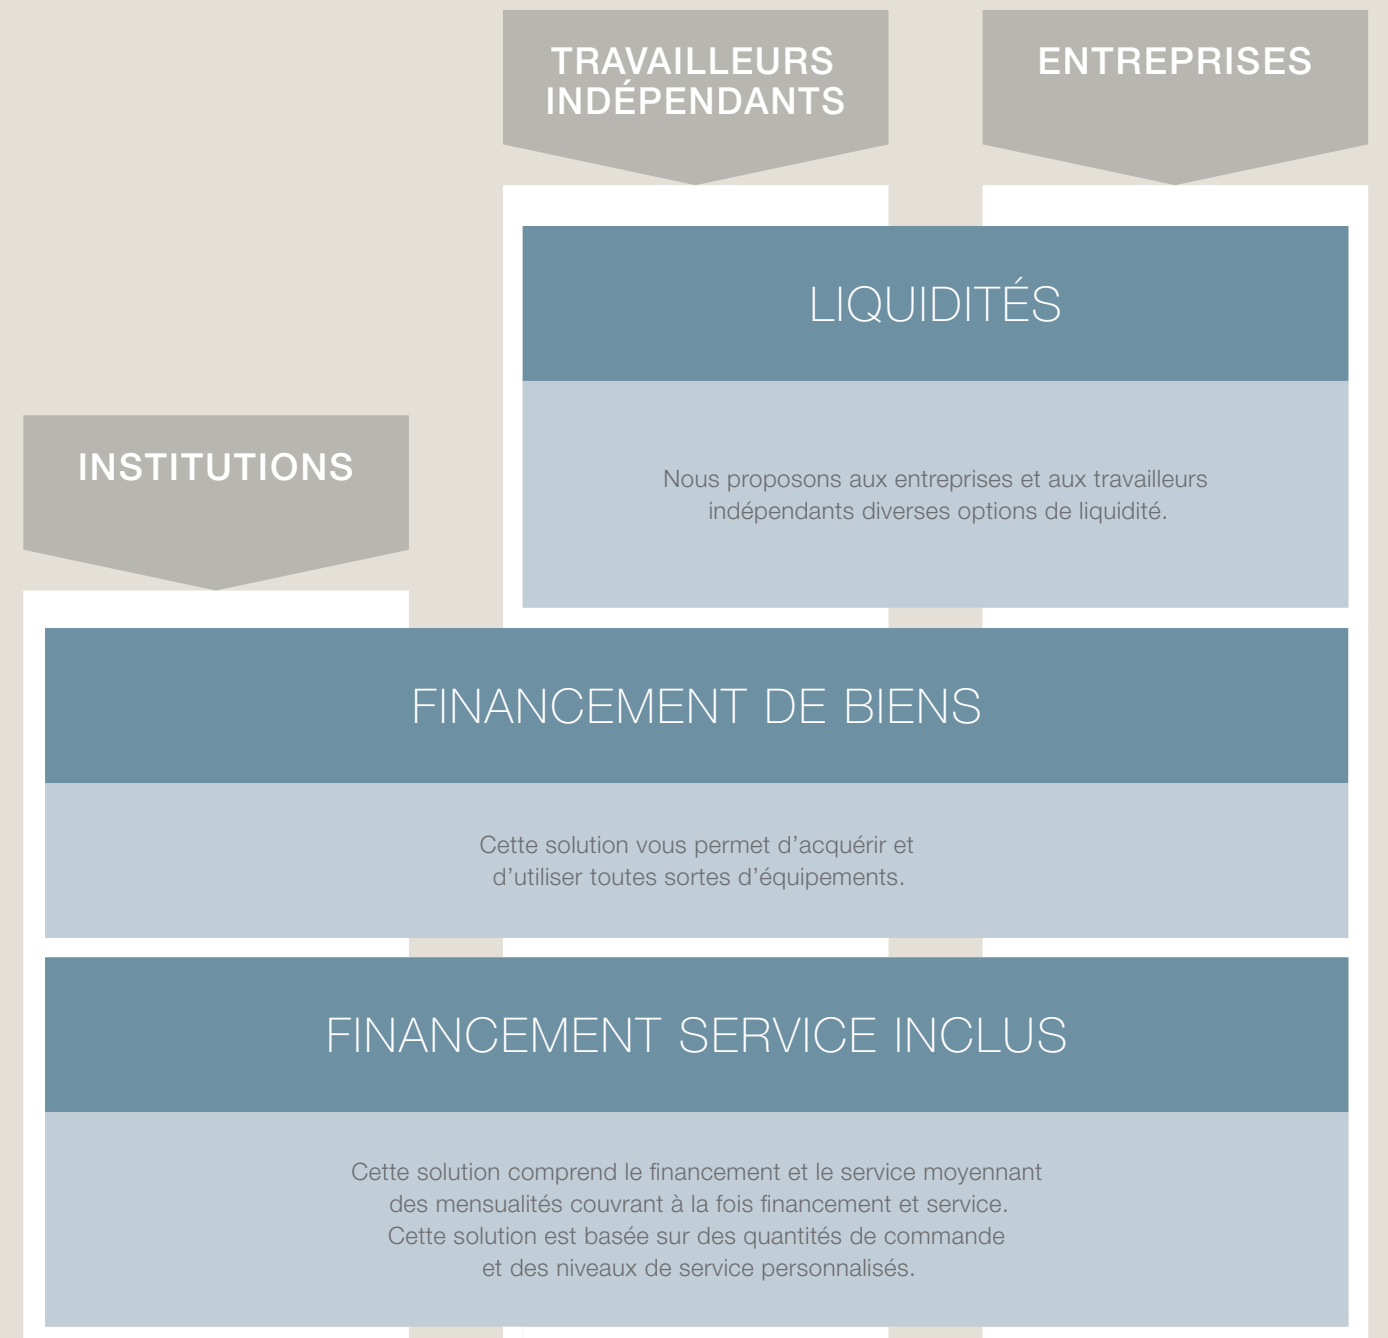 TRAVAILLEURS
INDÉPENDANTS
ENTREPRISES
LIQUIDITÉS
Nous proposons aux entreprises et aux travailleurs
indépendants diverses options de liquidité.
INSTITUTIONS
FINANCEMENT DE BIENS
Cette solution vous permet d’acquérir et
d’utiliser toutes sortes d’équipements.
FINANCEMENT SERVICE INCLUS
Cette solution comprend le financement et le service moyennant
des mensualités couvrant à la fois financement et service.
Cette solution est basée sur des quantités de commande
et des niveaux de service personnalisés.